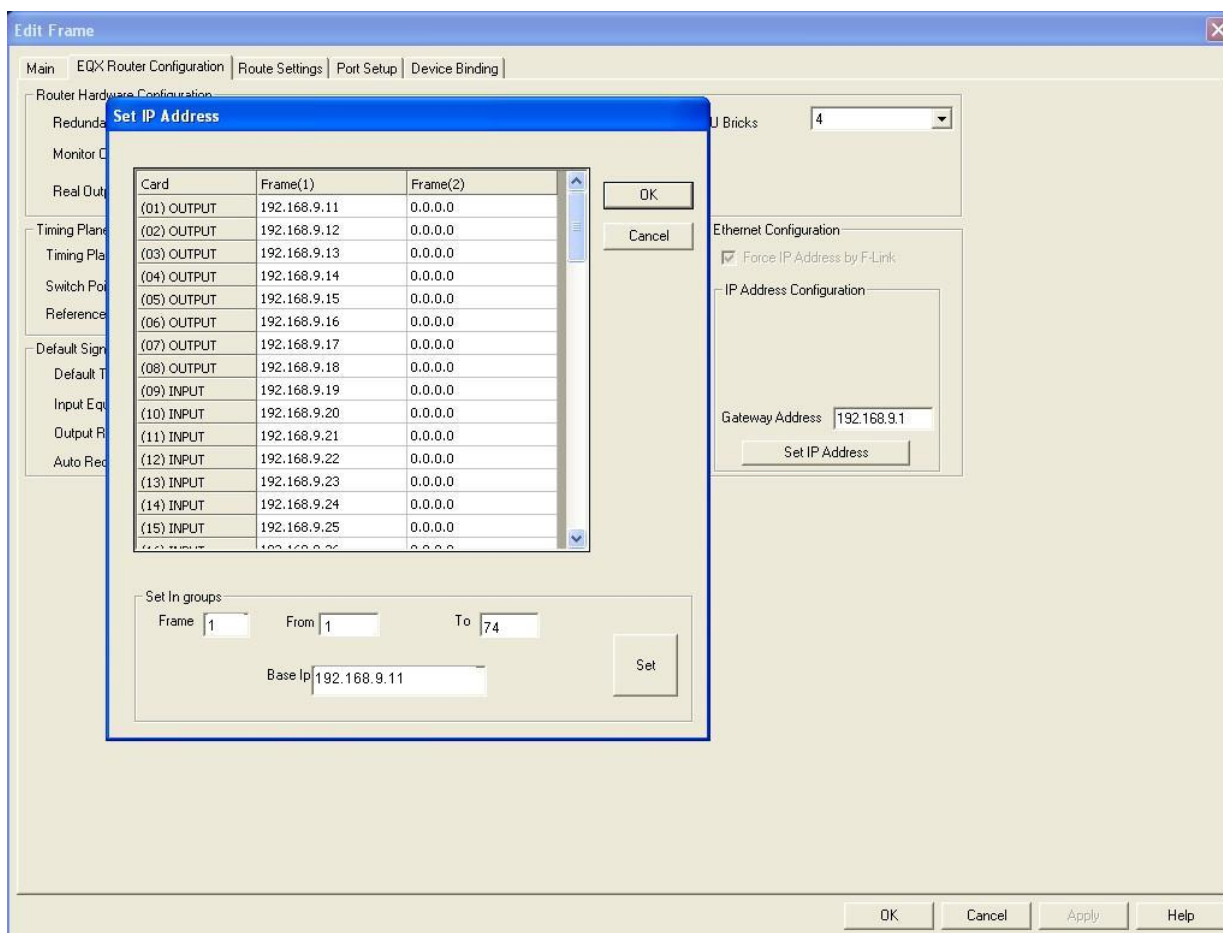 Edit Frame
Main EQX Router Configuration Route Settings Port Setup Device Binding
Router Hardware Configuration
Redunda
Monitor C
Real Outp
U Bricks 4
Timing Plane
Timing Pla
Switch Poi
Reference
Default Sign
Default T
Input Equ
Output R
Auto Rec
Set IP Address
Card Frame(1) Frame(2)
(01) OUTPUT 192.168.9.11 0.0.0.0
(02) OUTPUT 192.168.9.12 0.0.0.0
(03) OUTPUT 192.168.9.13 0.0.0.0
(04) OUTPUT 192.168.9.14 0.0.0.0
(05) OUTPUT 192.168.9.15 0.0.0.0
(06) OUTPUT 192.168.9.16 0.0.0.0
(07) OUTPUT 192.168.9.17 0.0.0.0
(08) OUTPUT 192.168.9.18 0.0.0.0
(09) INPUT 192.168.9.19 0.0.0.0
(10) INPUT 192.168.9.20 0.0.0.0
(11) INPUT 192.168.9.21 0.0.0.0
(12) INPUT 192.168.9.22 0.0.0.0
(13) INPUT 192.168.9.23 0.0.0.0
(14) INPUT 192.168.9.24 0.0.0.0
(15) INPUT 192.168.9.25 0.0.0.0
OK
Cancel
Set In groups
Frame 1 From 1 To 74
Base Ip 192.168.9.11
Set
Ethernet Configuration
Force IP Address by F-Link
IP Address Configuration
Gateway Address 192.168.9.1
Set IP Address
OK Cancel Apply Help